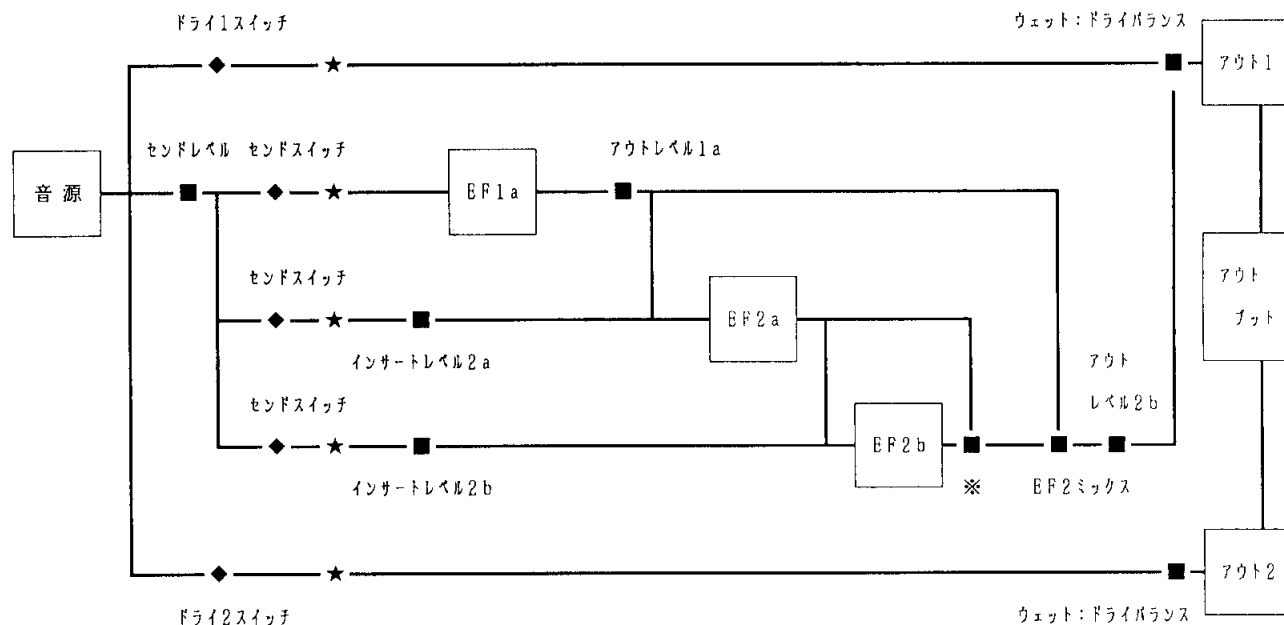 ドライ1スイッチ
ウェット：ドライバランス
アウト1
センドレベル
センドスイッチ
アウトレベル1a
音源
EF1a
センドスイッチ
EF2a
アウト
プット
インサートレベル2a
アウト
レベル2b
センドスイッチ
EF2b
インサートレベル2b
※
EF2ミックス
アウト2
ドライ2スイッチ
ウェット：ドライバランス